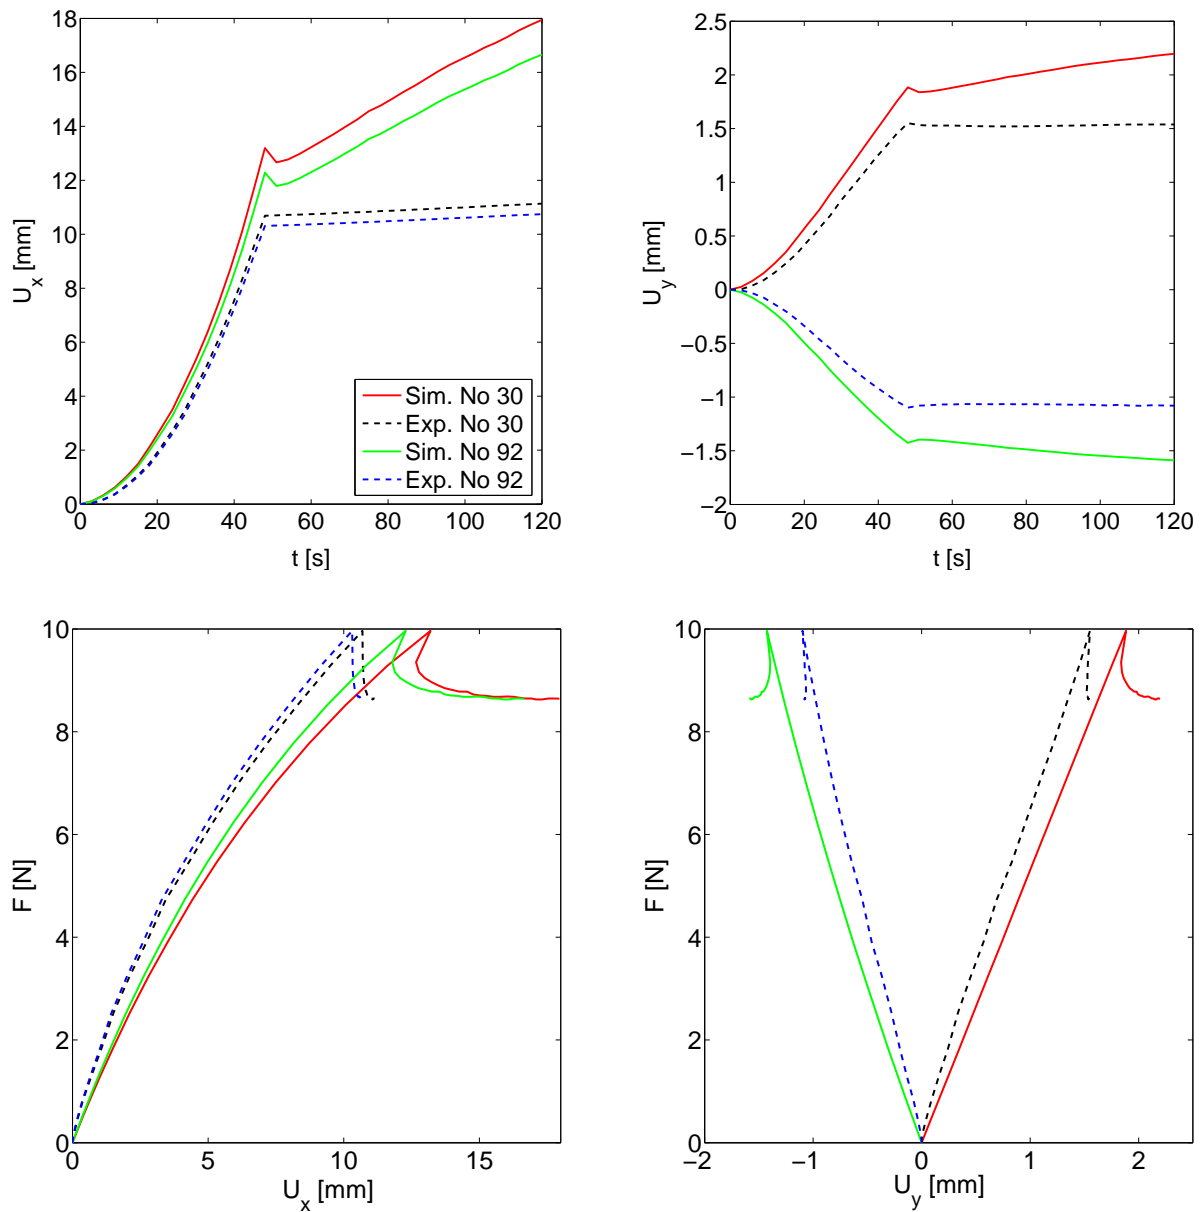 18
16
14
12
10
8
6
4
2
0
U_x [mm]
0 20 40 60 80 100 120
t [s]
Sim. No 30
Exp. No 30
Sim. No 92
Exp. No 92
2.5
2
1.5
1
0.5
0
−0.5
−1
−1.5
−2
U_y [mm]
0 20 40 60 80 100 120
t [s]
10
8
6
4
2
0
F [N]
0 5 10 15
U_x [mm]
10
8
6
4
2
0
F [N]
−2 −1 0 1 2
U_y [mm]